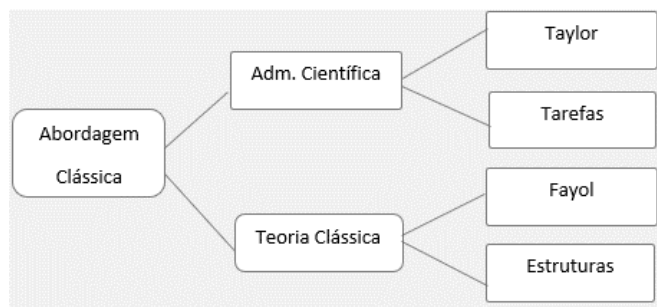 Abordagem
Clássica
Adm. Científica
Taylor
Tarefas
Teoria Clássica
Fayol
Estruturas